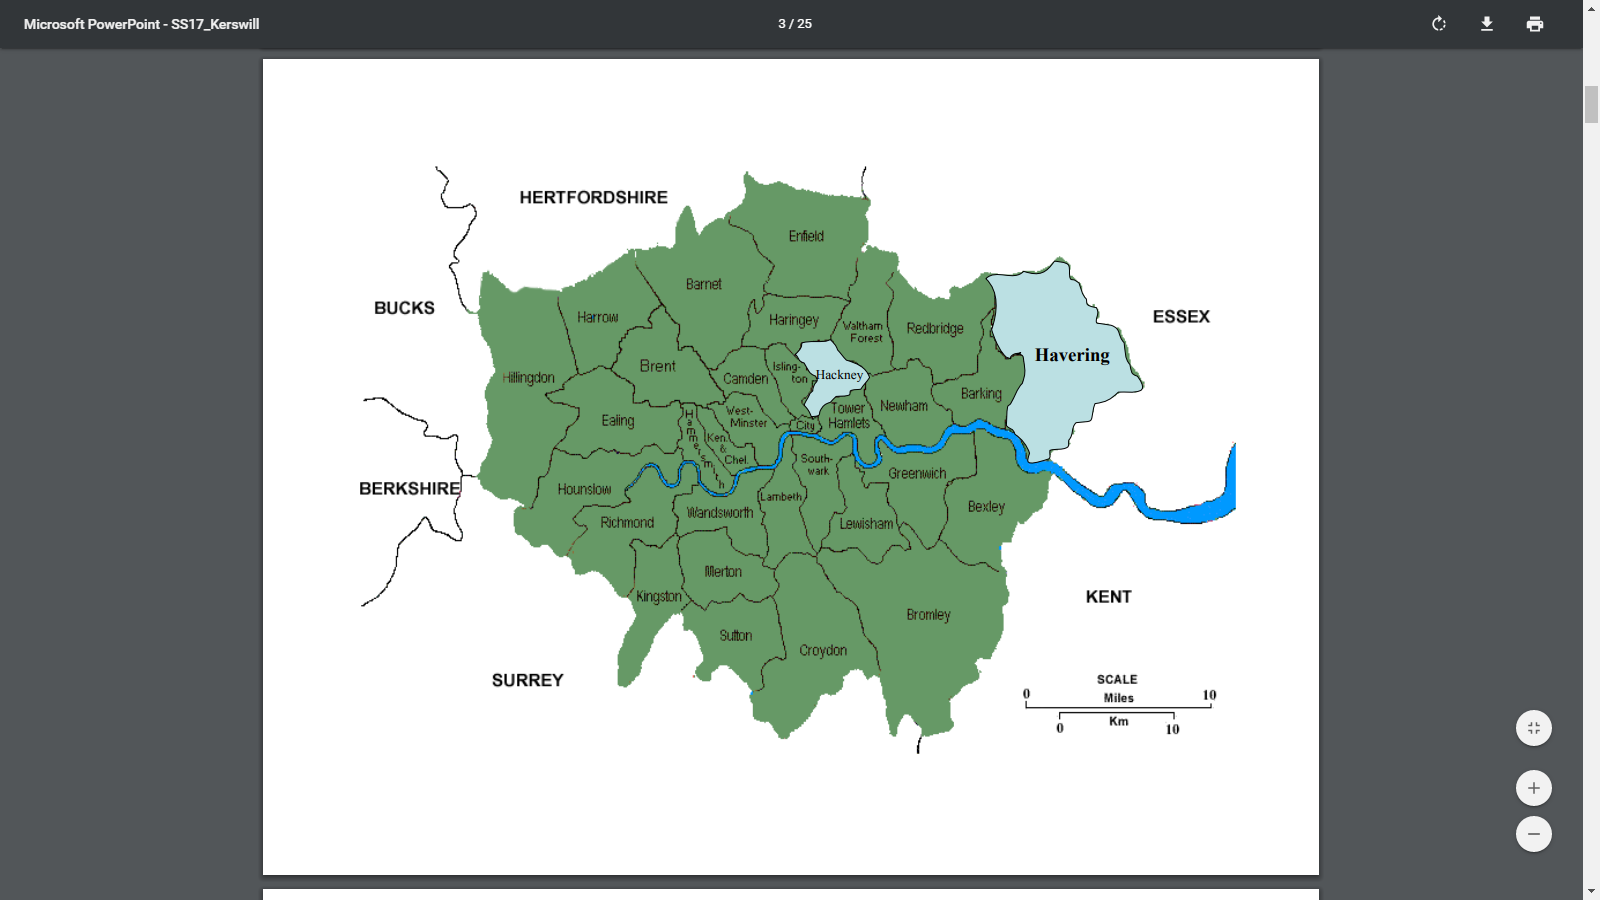 Microsoft PowerPoint - SS17_Kerswill
3 / 25
HERTFORDSHIRE
Enfield
Barnet
BUCKS
Harrow
Haringey
Waltham
Forest
Redbridge
ESSEX
Havering
Brent
Hillingdon
Camden
Isling-
ton
Hackney
Barking
Newham
Ealing
West-
Minster
City
Tower
Hamlets
Hammersmith
Ken.
&
Chel.
South-
wark
Greenwich
BERKSHIRE
Hounslow
Lambeth
Bexley
Richmond
Wandsworth
Lewisham
Merton
Kingston
KENT
Bromley
Sutton
Croydon
SURREY
SCALE
0 Miles 10
0 Km 10